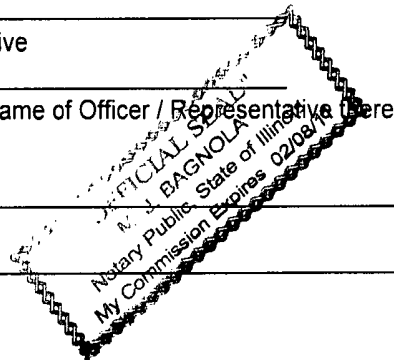 ive
ame of Officer / Representative there
OFFICIAL SEAL"
M. J. BAGNOLA
Notary Public, State of Illinois
My Commission Expires 02/08/1